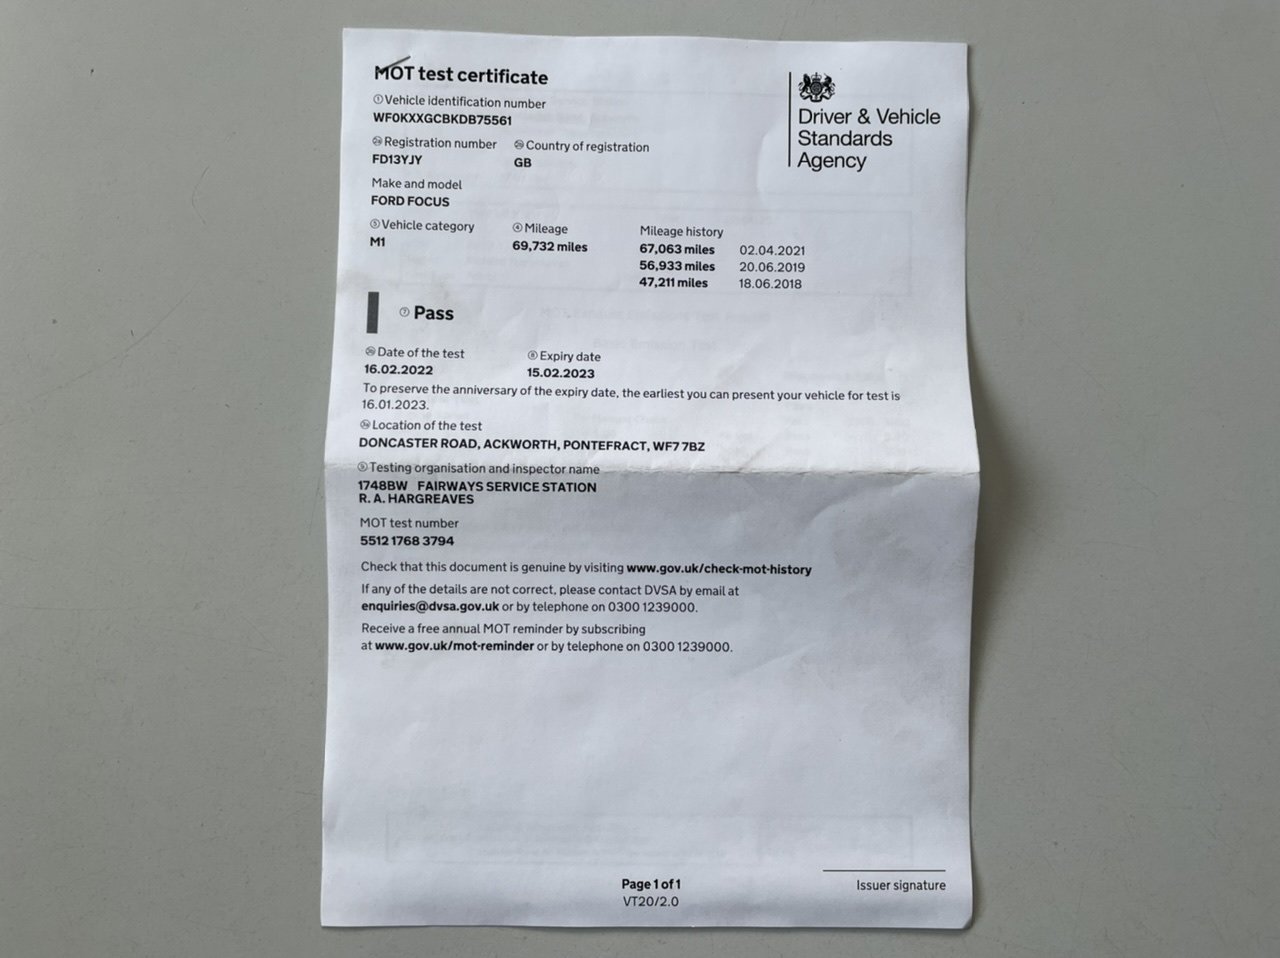 MOT test certificate
Driver & Vehicle
Standards
Agency
① Vehicle identification number
WF0KXXGCBKDB75561
Registration number Country of registration
FD13YJY GB
Make and model
FORD FOCUS
⑤ Vehicle category ④ Mileage Mileage history
M1 69,732 miles 67,063 miles 02.04.2021
56,933 miles 20.06.2019
47,211 miles 18.06.2018
⑦ Pass
Date of the test ⑧ Expiry date
16.02.2022 15.02.2023
To preserve the anniversary of the expiry date, the earliest you can present your vehicle for test is
16.01.2023.
Location of the test
DONCASTER ROAD, ACKWORTH, PONTEFRACT, WF7 7BZ
Testing organisation and inspector name
1748BW FAIRWAYS SERVICE STATION
R. A. HARGREAVES
MOT test number
5512 1768 3794
Check that this document is genuine by visiting www.gov.uk/check-mot-history
If any of the details are not correct, please contact DVSA by email at
enquiries@dvsa.gov.uk or by telephone on 0300 1239000.
Receive a free annual MOT reminder by subscribing
at www.gov.uk/mot-reminder or by telephone on 0300 1239000.
Page 1 of 1
VT20/2.0
Issuer signature